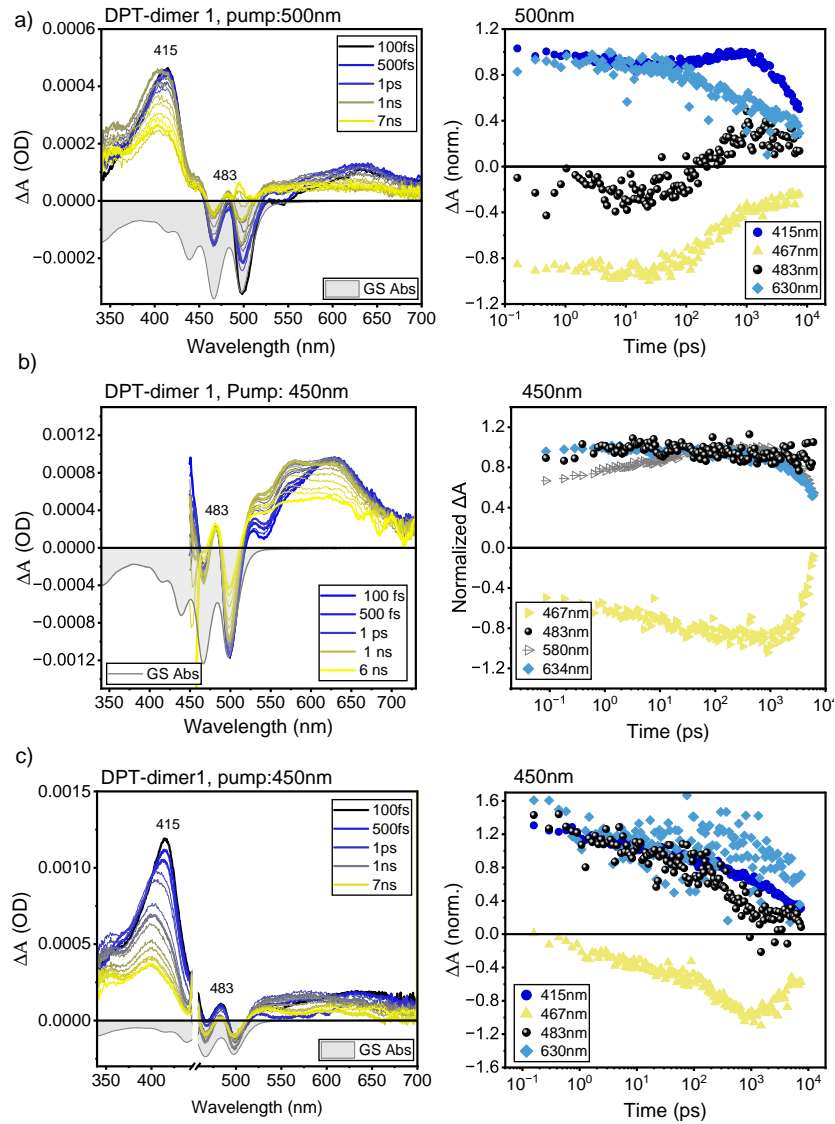 a)
DPT-dimer 1, pump:500nm
0.0006
0.0004
0.0002
0.0000
−0.0002
ΔA (OD)
415
483
100fs
500fs
1ps
1ns
7ns
GS Abs
350 400 450 500 550 600 650 700
Wavelength (nm)
500nm
1.2
0.8
0.4
0.0
−0.4
−0.8
−1.2
ΔA (norm.)
415nm
467nm
483nm
630nm
10⁻¹ 10⁰ 10¹ 10² 10³ 10⁴
Time (ps)
b)
DPT-dimer 1, Pump: 450nm
0.0012
0.0008
0.0004
0.0000
−0.0004
−0.0008
−0.0012
ΔA (OD)
483
100 fs
500 fs
1 ps
1 ns
6 ns
GS Abs
350 400 450 500 550 600 650 700
Wavelength (nm)
450nm
1.2
0.8
0.4
0.0
−0.4
−0.8
−1.2
Normalized ΔA
467nm
483nm
580nm
634nm
10⁻¹ 10⁰ 10¹ 10² 10³ 10⁴
Time (ps)
c)
DPT-dimer1, pump:450nm
0.0015
0.0010
0.0005
0.0000
ΔA (OD)
415
483
100fs
500fs
1ps
1ns
7ns
GS Abs
350 400 500 550 600 650 700
Wavelength (nm)
450nm
1.6
1.2
0.8
0.4
0.0
−0.4
−0.8
−1.2
−1.6
ΔA (norm.)
415nm
467nm
483nm
630nm
10⁻¹ 10⁰ 10¹ 10² 10³ 10⁴
Time (ps)